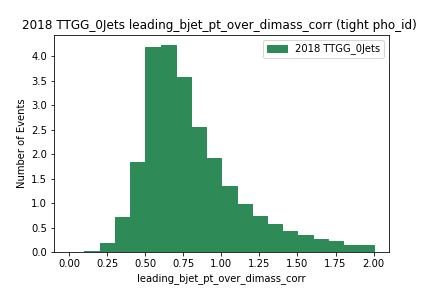 2018 TTGG_0Jets leading_bjet_pt_over_dimass_corr (tight pho_id)
2018 TTGG_0Jets
Number of Events
4.0
3.5
3.0
2.5
2.0
1.5
1.0
0.5
0.0
0.00 0.25 0.50 0.75 1.00 1.25 1.50 1.75 2.00
leading_bjet_pt_over_dimass_corr